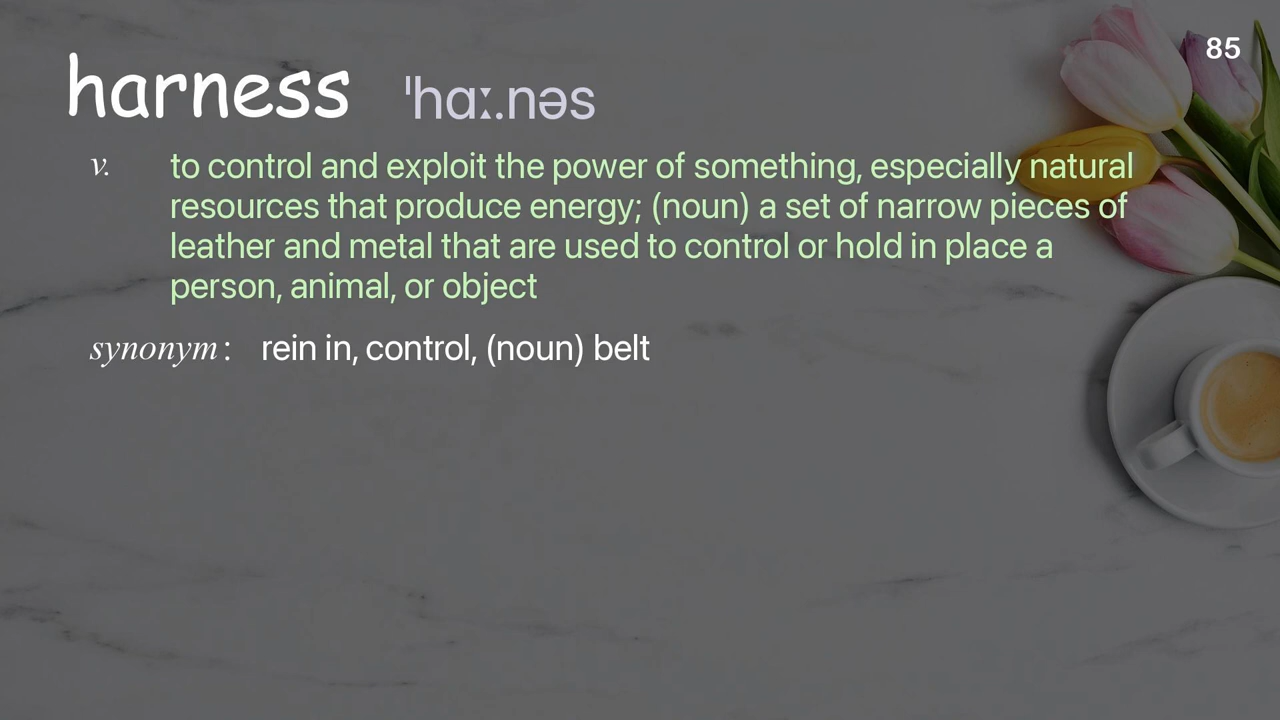 85
harness ˈhɑː.nəs
v. to control and exploit the power of something, especially natural
resources that produce energy; (noun) a set of narrow pieces of
leather and metal that are used to control or hold in place a
person, animal, or object
synonym: rein in, control, (noun) belt